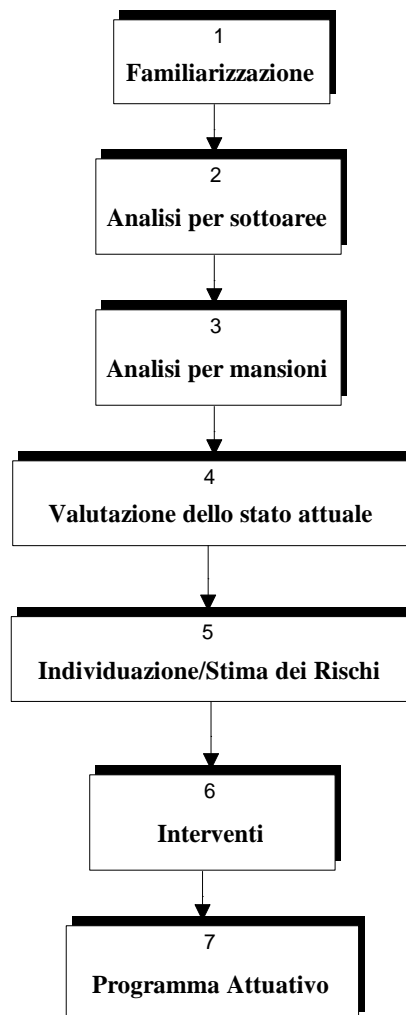 1
Familiarizzazione
2
Analisi per sottoaree
3
Analisi per mansioni
4
Valutazione dello stato attuale
5
Individuazione/Stima dei Rischi
6
Interventi
7
Programma Attuativo